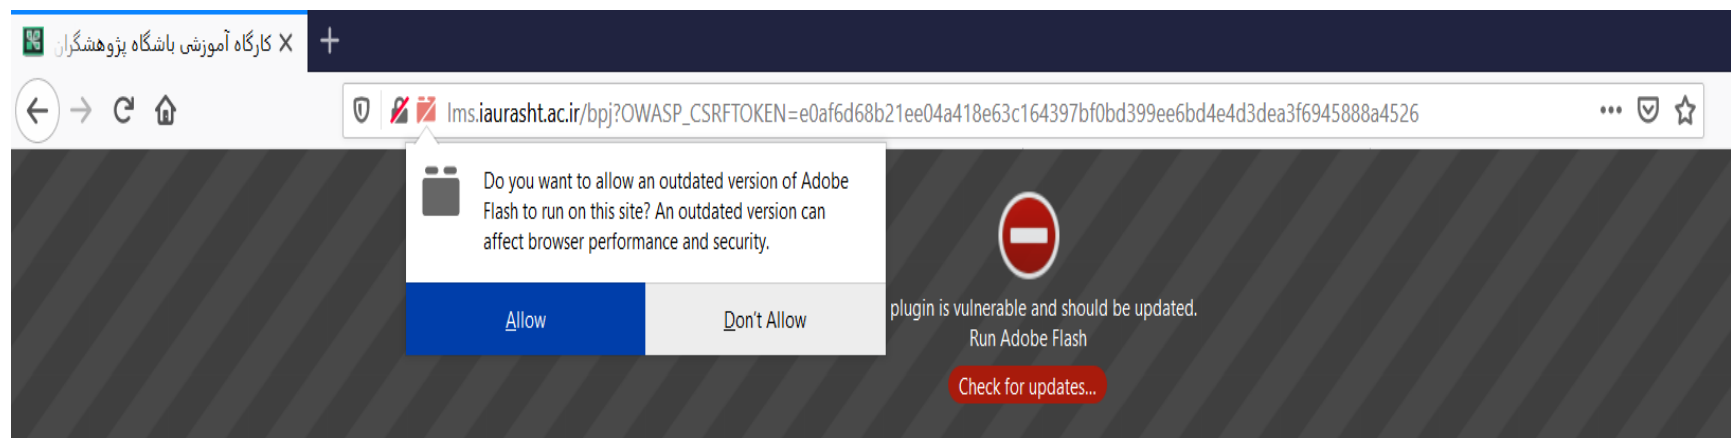 کارگاه آموزشی باشگاه پژوهشگران
lms.iaurasht.ac.ir/bpj?OWASP_CSRFTOKEN=e0af6d68b21ee04a418e63c164397bf0bd399ee6bd4e4d3dea3f6945888a4526
Do you want to allow an outdated version of Adobe
Flash to run on this site? An outdated version can
affect browser performance and security.
Allow
Don't Allow
plugin is vulnerable and should be updated.
Run Adobe Flash
Check for updates...